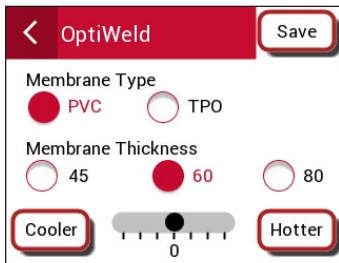 OptiWeld Save
Membrane Type
PVC TPO
Membrane Thickness
45 60 80
Cooler Hotter
0